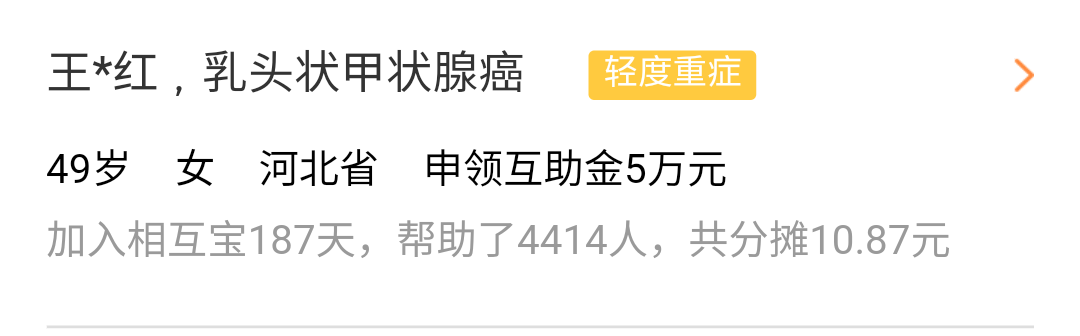 王*红，乳头状甲状腺癌 轻度重症
49岁 女 河北省 申领互助金5万元
加入相互宝187天，帮助了4414人，共分摊10.87元